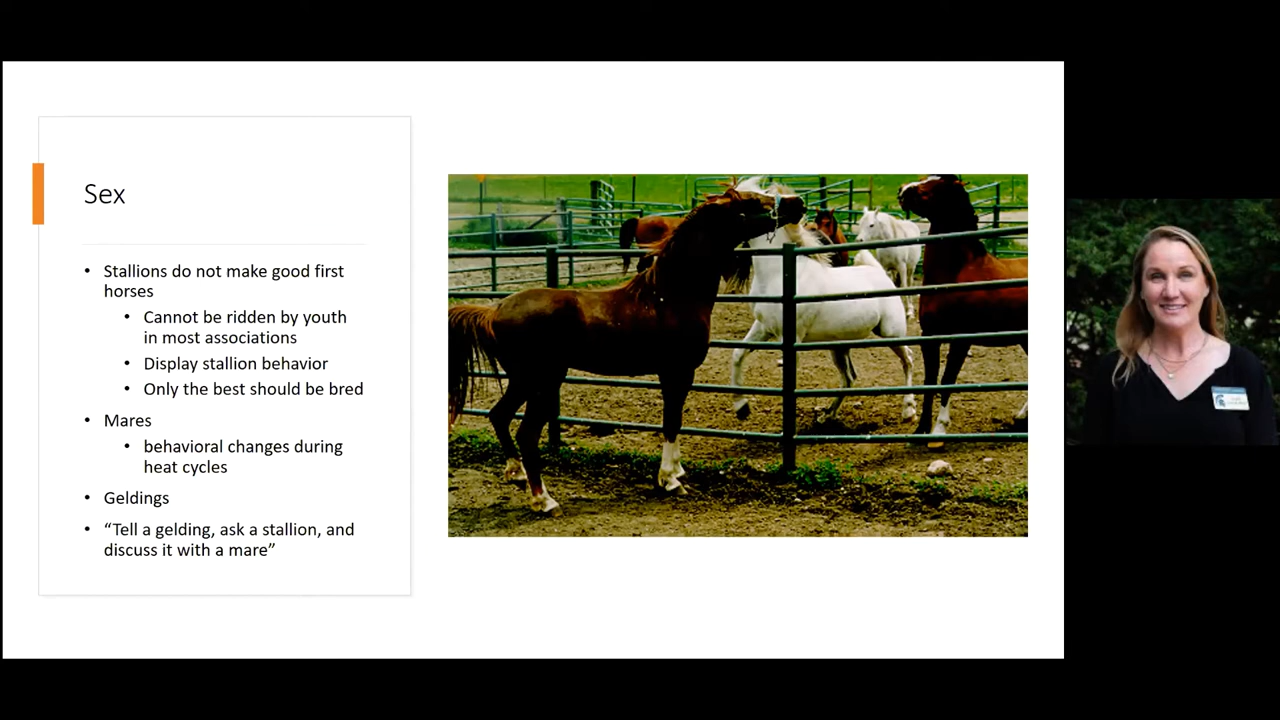 Sex
• Stallions do not make good first
horses
• Cannot be ridden by youth
in most associations
• Display stallion behavior
• Only the best should be bred
• Mares
• behavioral changes during
heat cycles
• Geldings
• “Tell a gelding, ask a stallion, and
discuss it with a mare”